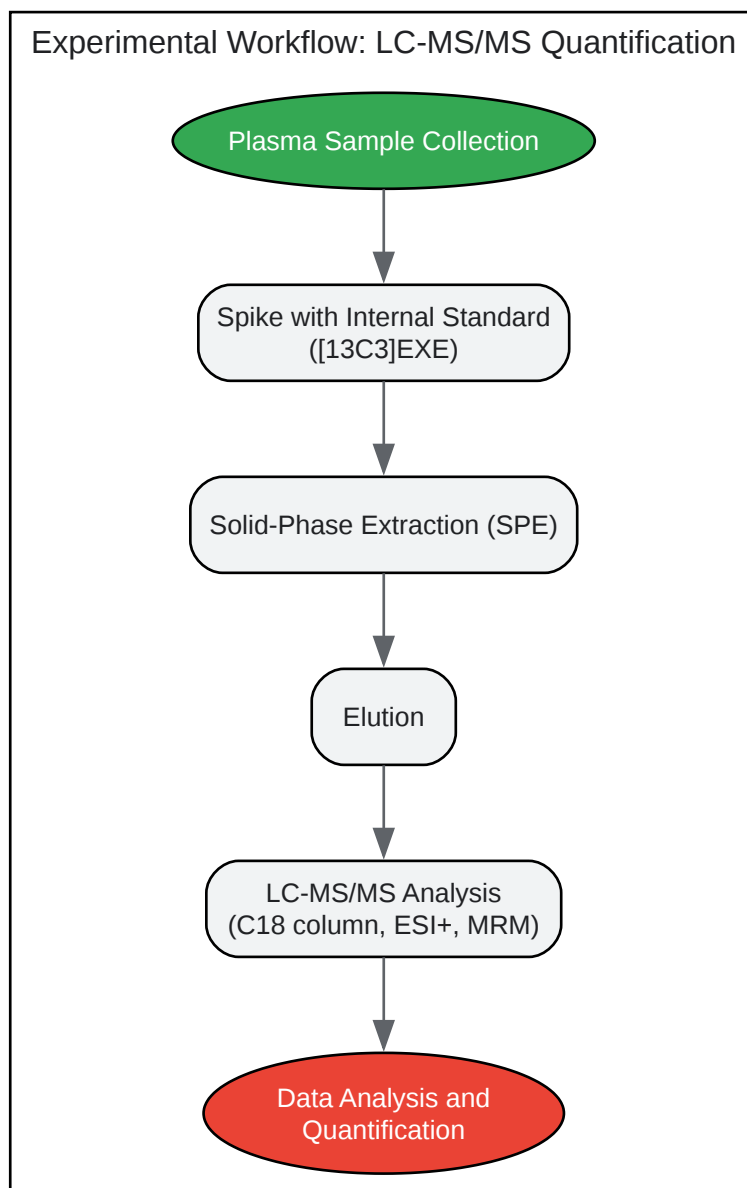 Experimental Workflow: LC-MS/MS Quantification
Plasma Sample Collection
Spike with Internal Standard
([13C3]EXE)
Solid-Phase Extraction (SPE)
Elution
LC-MS/MS Analysis
(C18 column, ESI+, MRM)
Data Analysis and
Quantification